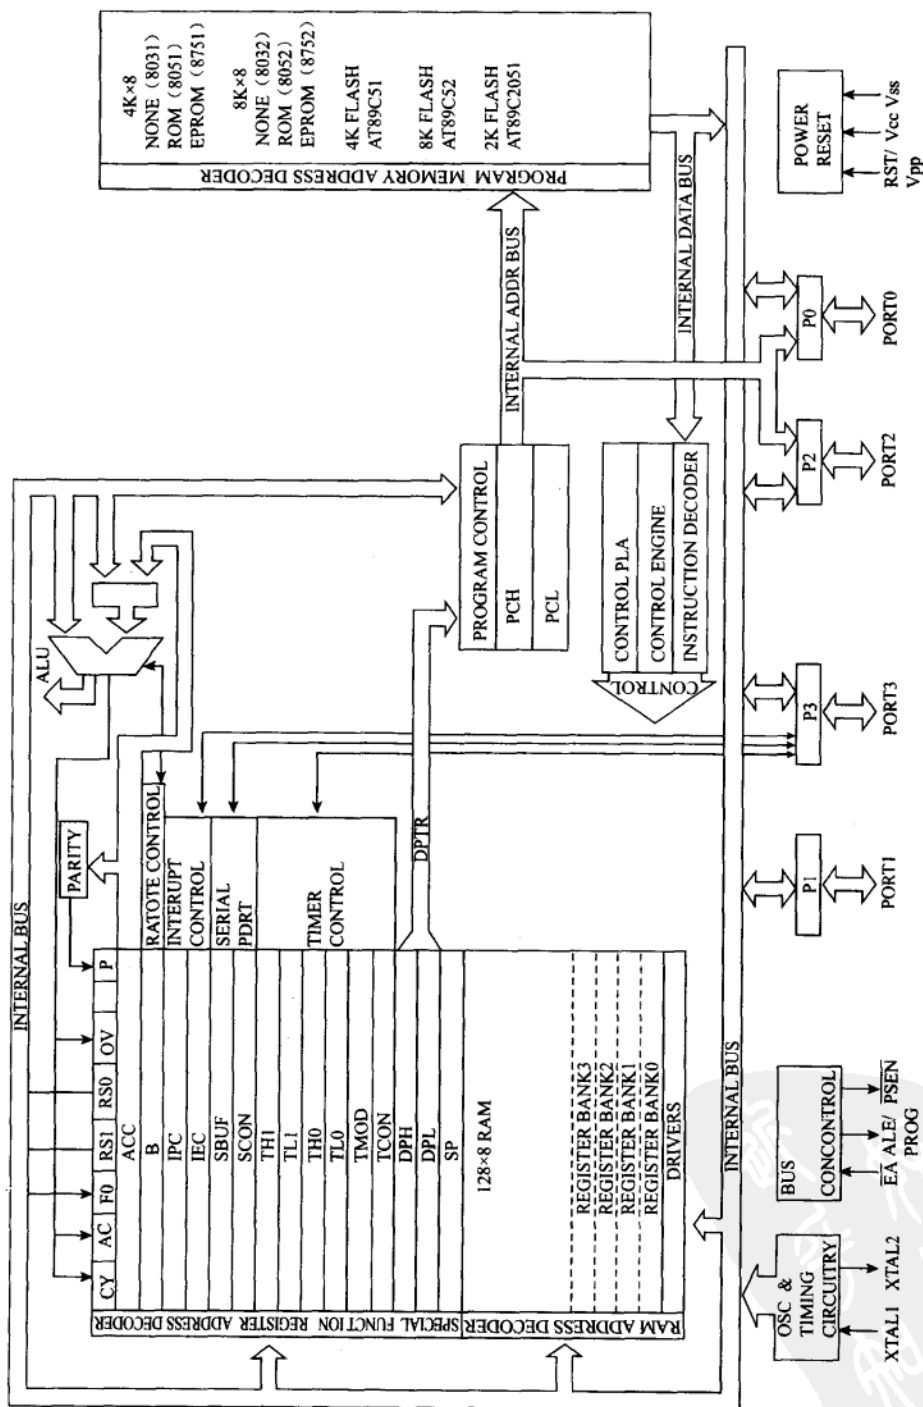 INTERNAL BUS
ALU
PARITY
CY
AC
F0
RS1
RS0
OV
P
ACC
B
IPC
IEC
SBUF
SCON
TH1
TL1
TH0
TL0
TMOD
TCON
DPH
DPL
SP
SPECIAL FUNCTION REGISTER ADDRESS DECODER
RATOTE CONTROL
INTERUPT
CONTROL
SERIAL
PDRT
TIMER
CONTROL
DPTR
128×8 RAM
REGISTER BANK3
REGISTER BANK2
REGISTER BANK1
REGISTER BANK0
DRIVERS
RAM ADDRESS DECODER
PROGRAM CONTROL
PCH
PCL
INTERNAL ADDR BUS
CONTROL PLA
CONTROL ENGINE
INSTRUCTION DECODER
CONTROL
INTERNAL DATA BUS
PROGRAM MEMORY ADDRESS DECODER
4K×8
NONE (8031)
ROM (8051)
EPROM (8751)
8K×8
NONE (8032)
ROM (8052)
EPROM (8752)
4K FLASH
AT89C51
8K FLASH
AT89C52
2K FLASH
AT89C2051
INTERNAL BUS
OSC &
TIMING
CIRCUITRY
XTAL1 XTAL2
BUS
CONCONTROL
EA ALE/ PSEN
PROG
P1
PORT1
P3
PORT3
P2
PORT2
P0
PORT0
POWER
RESET
RST/ Vcc Vss
Vpp